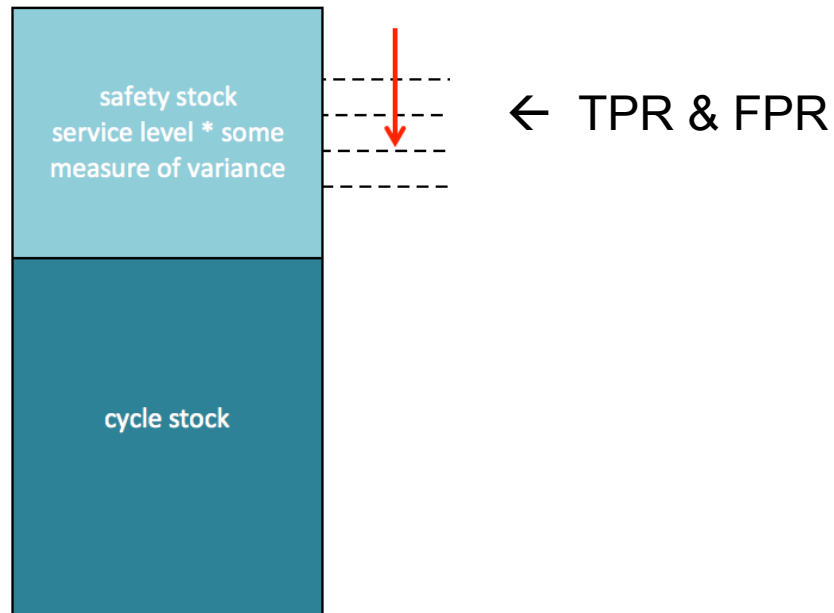 safety stock
service level * some
measure of variance
← TPR & FPR
cycle stock